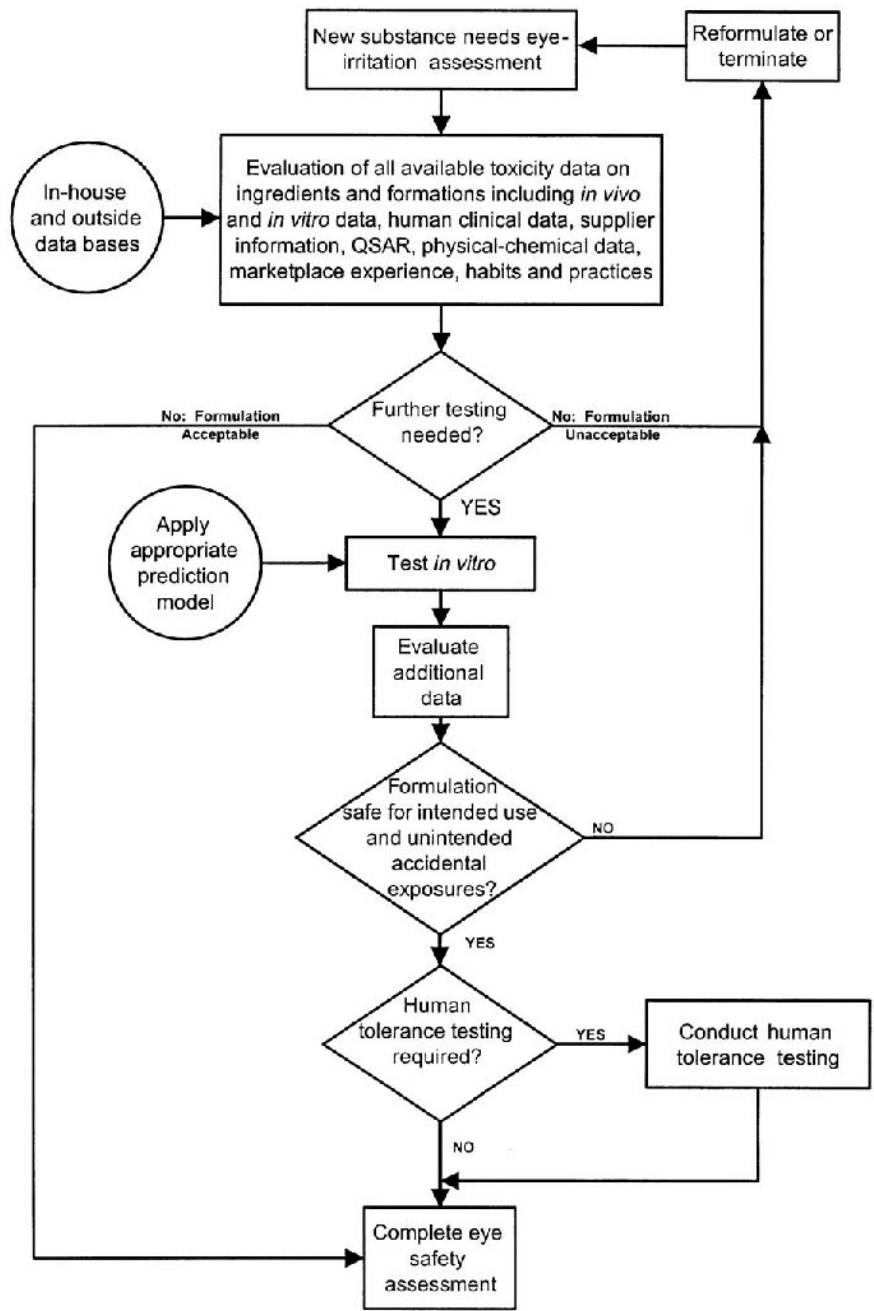 New substance needs eye-
irritation assessment
Reformulate or
terminate
In-house
and outside
data bases
Evaluation of all available toxicity data on
ingredients and formations including in vivo
and in vitro data, human clinical data, supplier
information, QSAR, physical-chemical data,
marketplace experience, habits and practices
No: Formulation
Acceptable
Further testing
needed?
No: Formulation
Unacceptable
YES
Apply
appropriate
prediction
model
Test in vitro
Evaluate
additional
data
Formulation
safe for intended use
and unintended
accidental
exposures?
NO
YES
Human
tolerance testing
required?
YES
Conduct human
tolerance testing
NO
Complete eye
safety
assessment